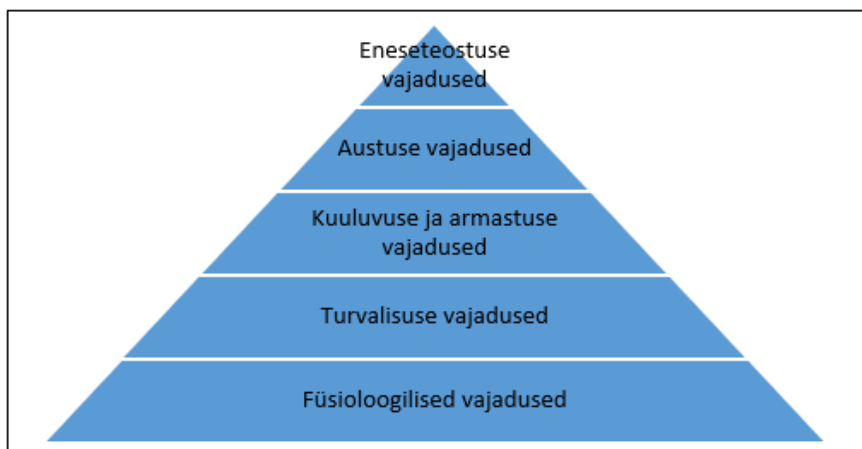 Eneseteostuse
vajadused
Austuse vajadused
Kuuluvuse ja armastuse
vajadused
Turvalisuse vajadused
Füsioloogilised vajadused